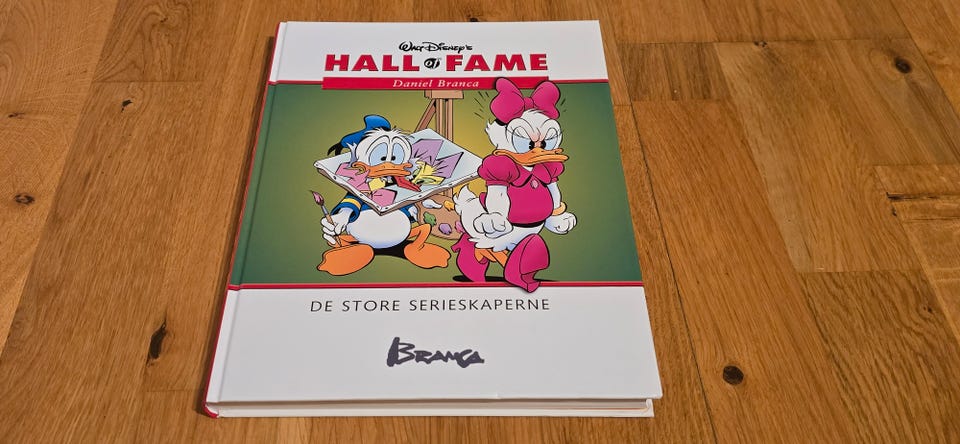 Walt Disney's
HALL of FAME
Daniel Branca
DE STORE SERIESKAPERNE
BRANCA